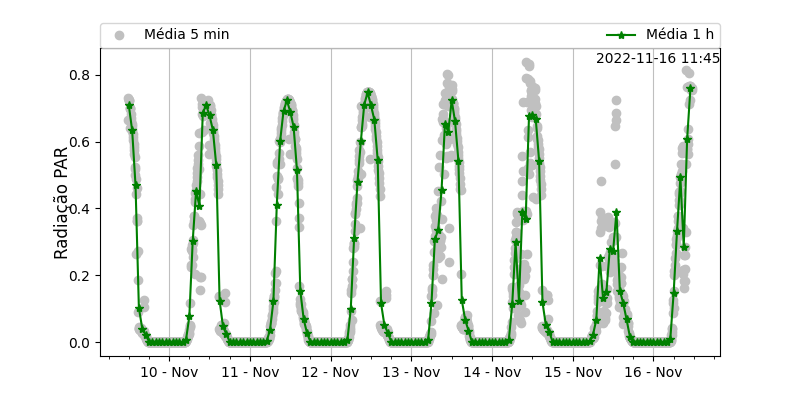 Média 5 min
Média 1 h
2022-11-16 11:45
Radiação PAR
0.8
0.6
0.4
0.2
0.0
10 - Nov
11 - Nov
12 - Nov
13 - Nov
14 - Nov
15 - Nov
16 - Nov